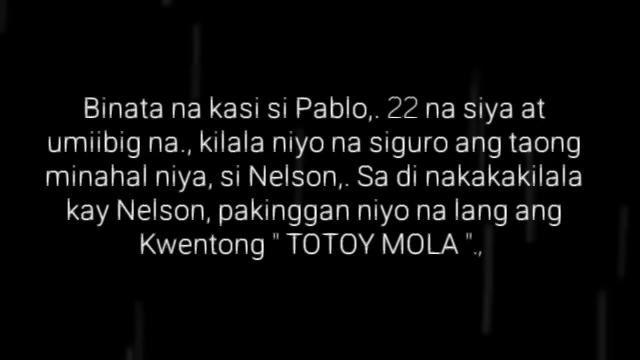 Binata na kasi si Pablo,. 22 na siya at
umiibig na., kilala niyo na siguro ang taong
minahal niya, si Nelson,. Sa di nakakakilala
kay Nelson, pakinggan niyo na lang ang
Kwentong " TOTOY MOLA ".,